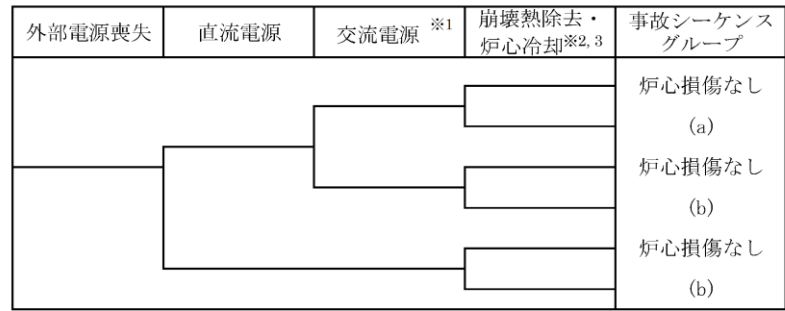 外部電源喪失
直流電源
交流電源 ※1
崩壊熱除去・
炉心冷却※2, 3
事故シーケンス
グループ
炉心損傷なし
(a)
炉心損傷なし
(b)
炉心損傷なし
(b)